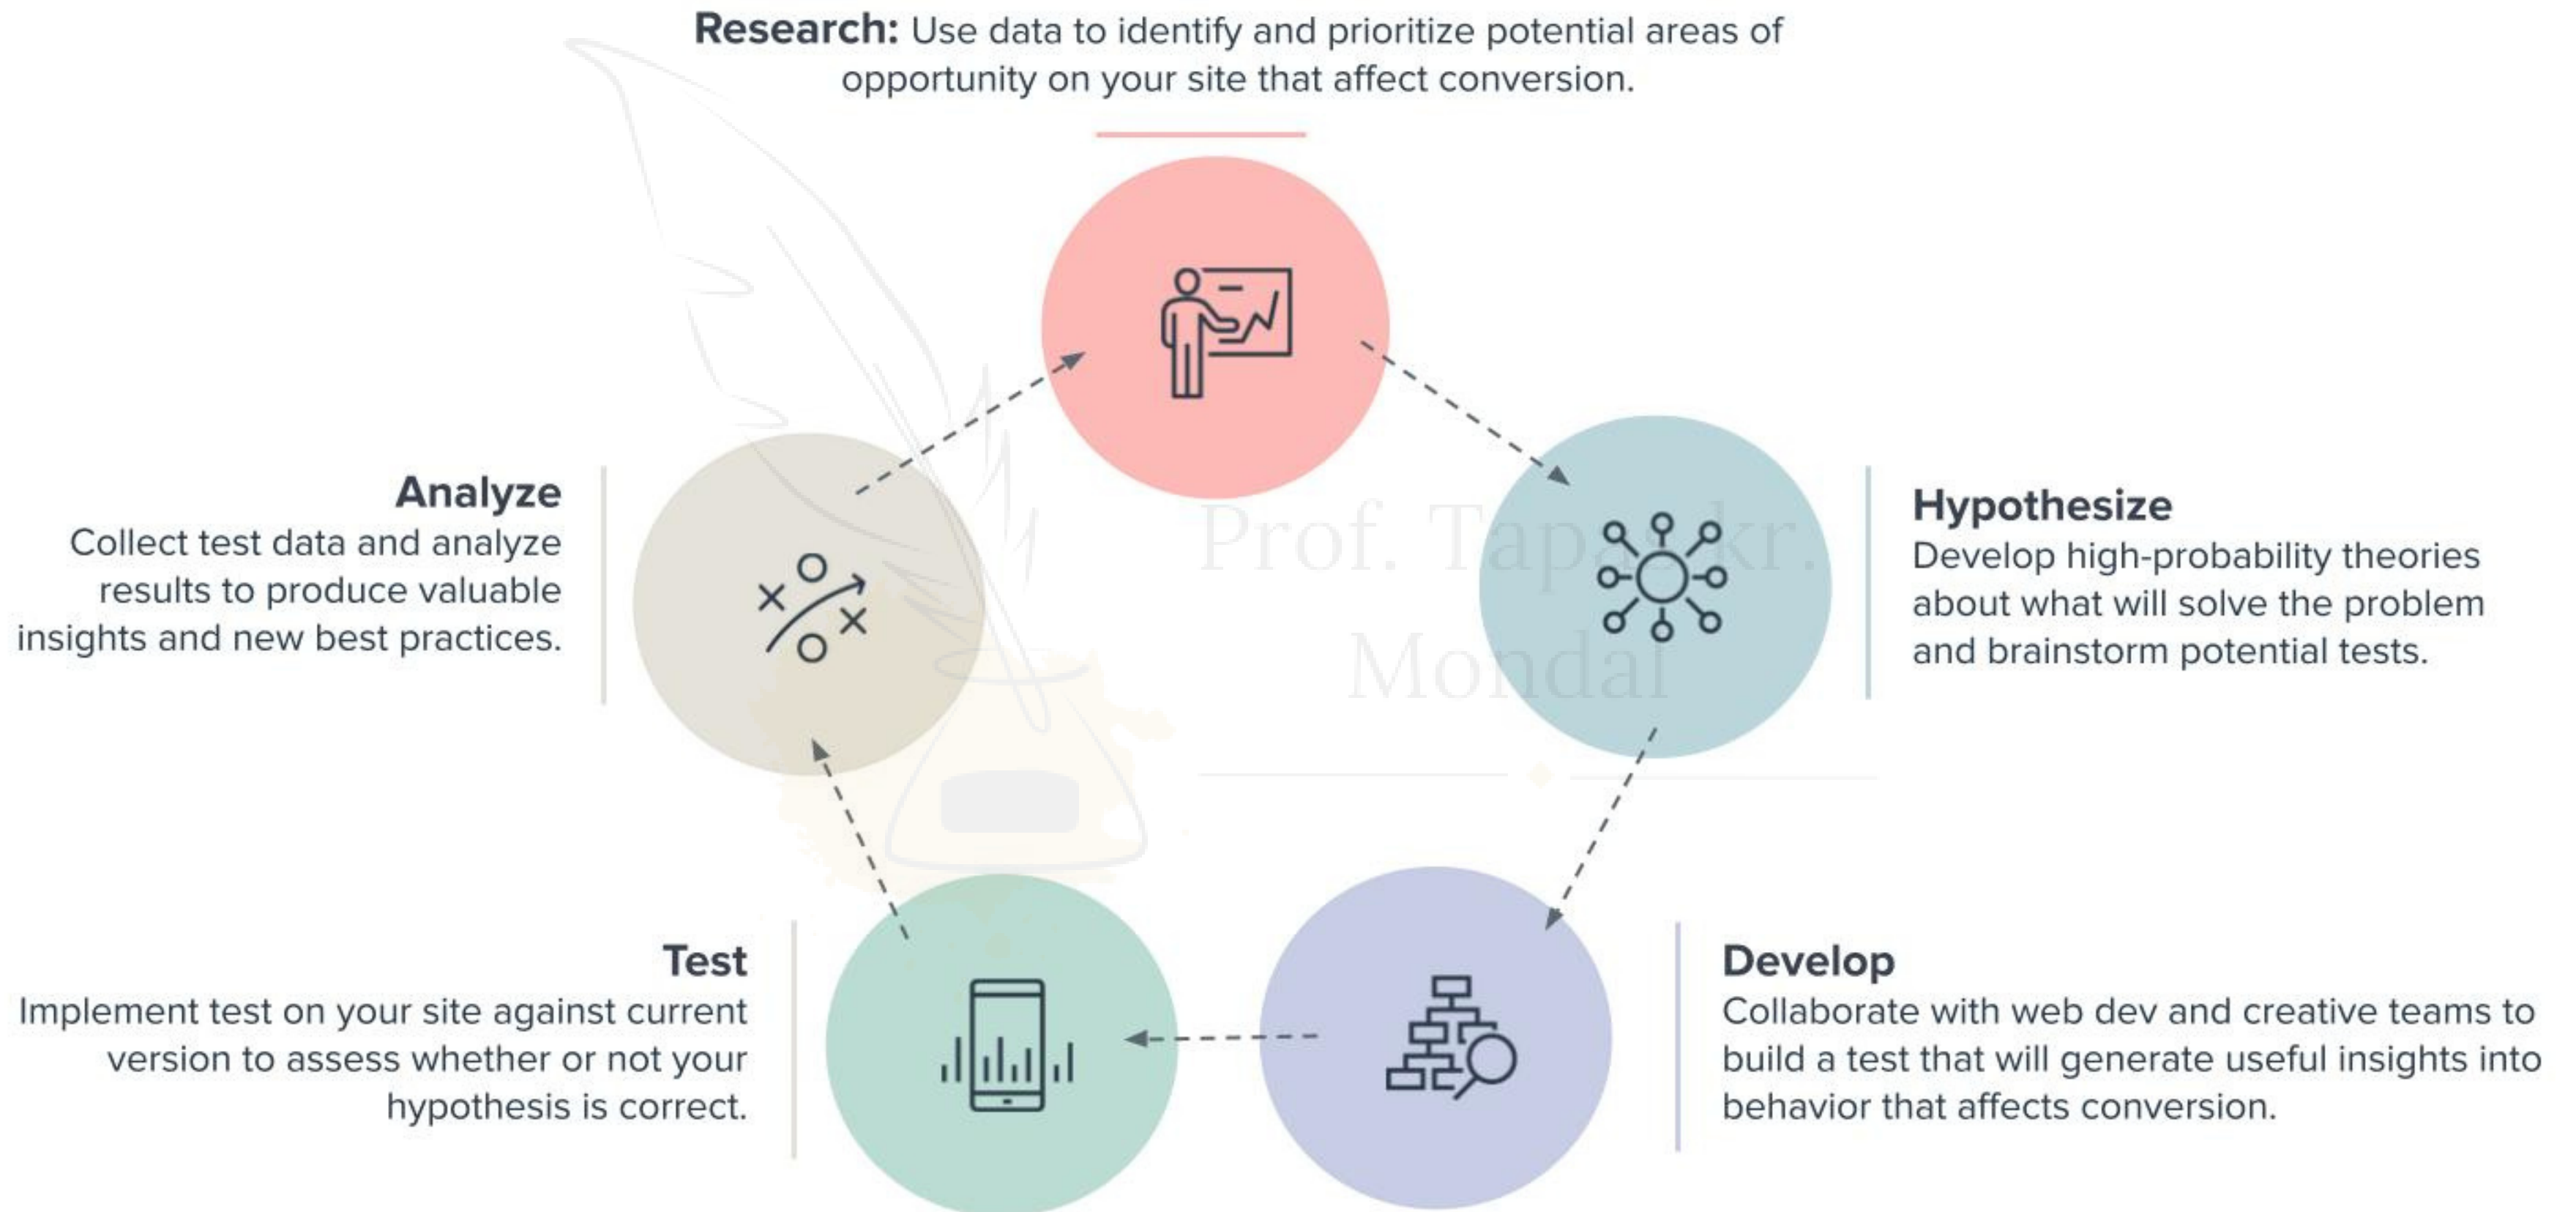 Research: Use data to identify and prioritize potential areas of
opportunity on your site that affect conversion.
Analyze
Collect test data and analyze
results to produce valuable
insights and new best practices.
Prof. Tapas kr.
Mondal
Hypothesize
Develop high-probability theories
about what will solve the problem
and brainstorm potential tests.
Test
Implement test on your site against current
version to assess whether or not your
hypothesis is correct.
Develop
Collaborate with web dev and creative teams to
build a test that will generate useful insights into
behavior that affects conversion.